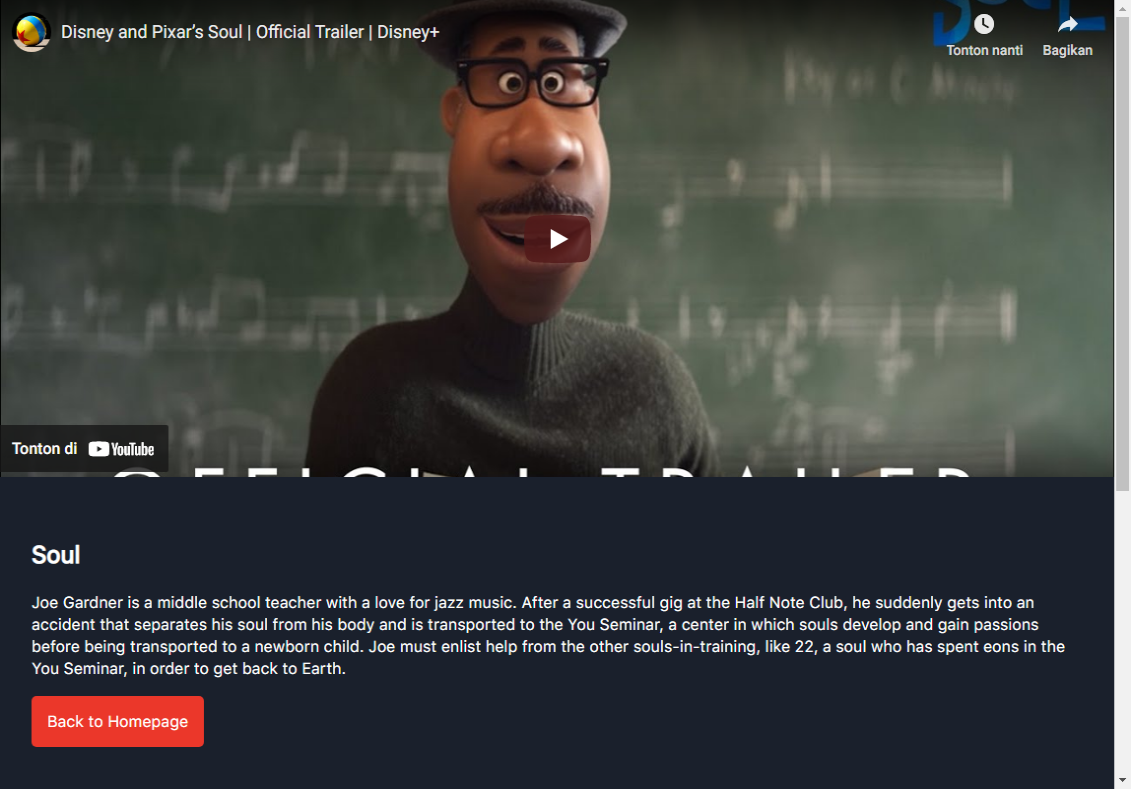 Disney and Pixar’s Soul | Official Trailer | Disney+
Tonton nanti
Bagikan
Tonton di YouTube
OFFICIAL TRAILER
Soul
Joe Gardner is a middle school teacher with a love for jazz music. After a successful gig at the Half Note Club, he suddenly gets into an
accident that separates his soul from his body and is transported to the You Seminar, a center in which souls develop and gain passions
before being transported to a newborn child. Joe must enlist help from the other souls-in-training, like 22, a soul who has spent eons in the
You Seminar, in order to get back to Earth.
Back to Homepage